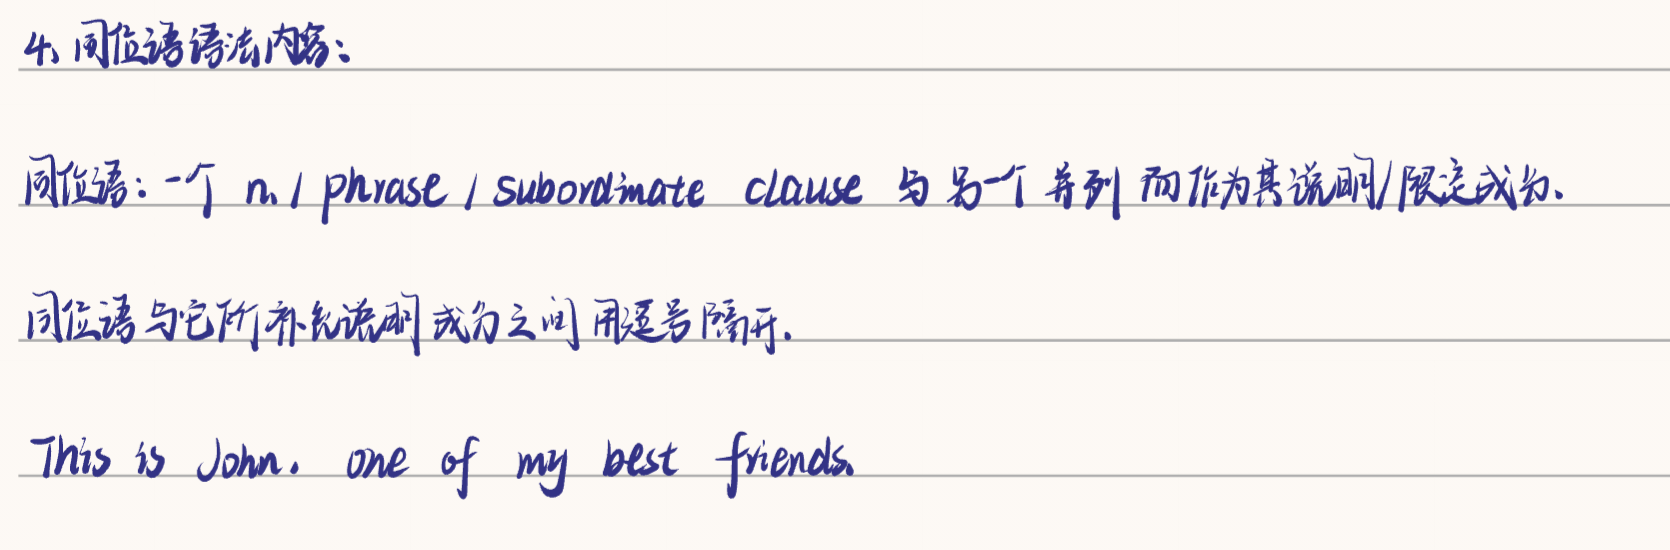 4、同位语语法内容：
同位语：一个 n. / phrase / subordinate clause 与另一个并列而作为其说明/限定成分.
同位语与它所补充说明成分之间用逗号隔开.
This is John. one of my best friends.